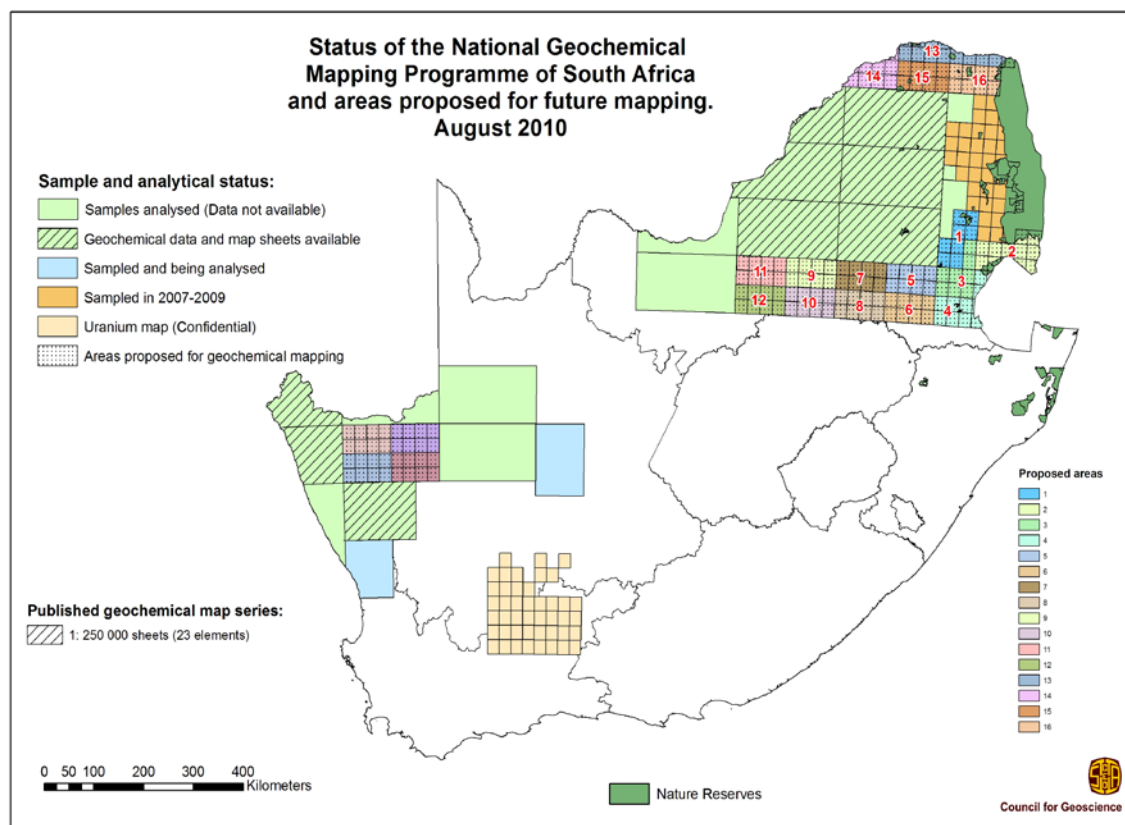 Status of the National Geochemical
Mapping Programme of South Africa
and areas proposed for future mapping.
August 2010
13
14
15
16
1
2
11
9
7
5
3
12
10
8
6
4
Sample and analytical status:
Samples analysed (Data not available)
Geochemical data and map sheets available
Sampled and being analysed
Sampled in 2007-2009
Uranium map (Confidential)
Areas proposed for geochemical mapping
Published geochemical map series:
1: 250 000 sheets (23 elements)
Proposed areas
1
2
3
4
5
6
7
8
9
10
11
12
13
14
15
16
0 50 100 200 300 400
Kilometers
Nature Reserves
Council for Geoscience